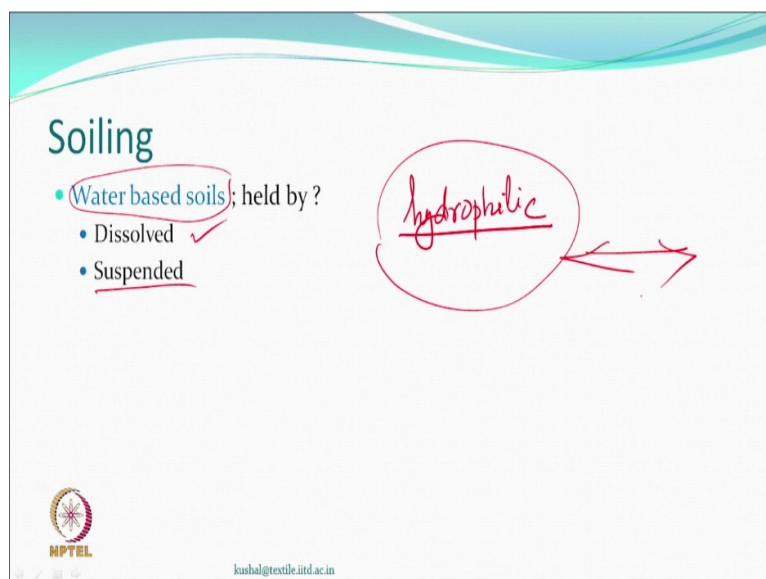 Soiling
• Water based soils; held by ?
• Dissolved
• Suspended
hydrophilic
NPTEL
kushal@textile.iitd.ac.in